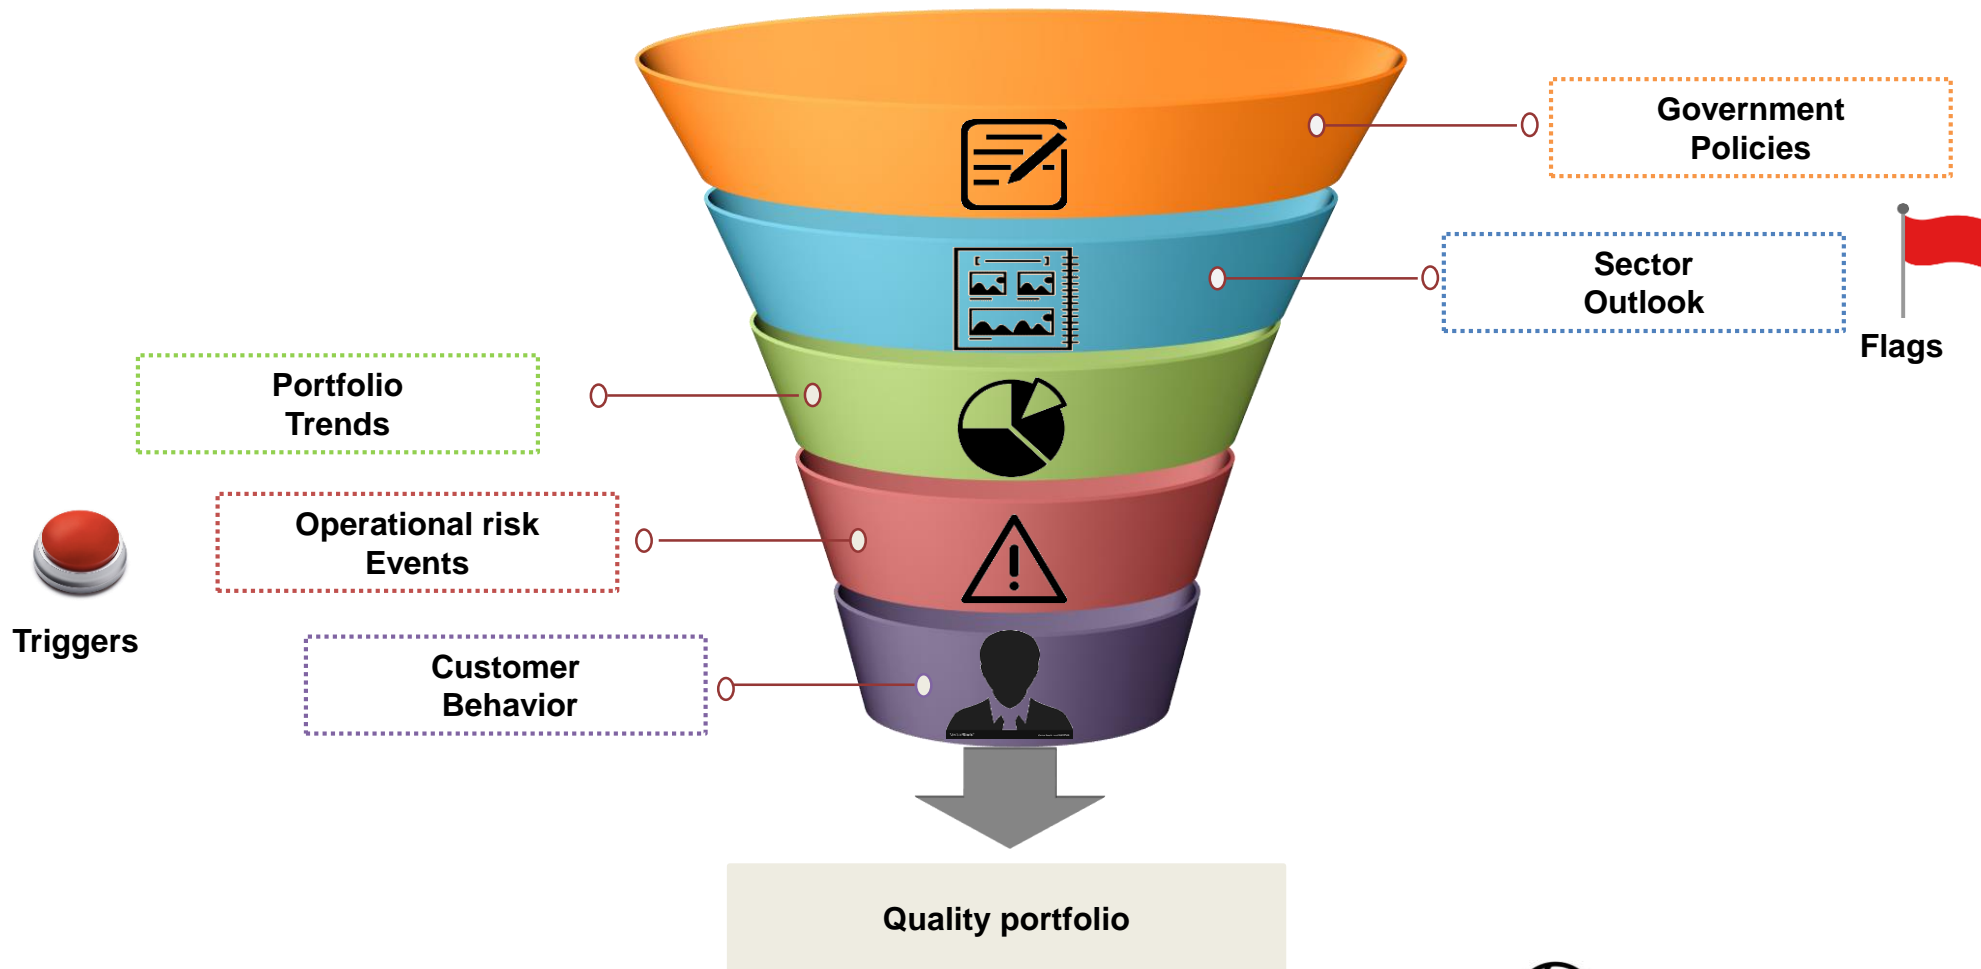 Government
Policies
Sector
Outlook
Flags
Portfolio
Trends
Operational risk
Events
Triggers
Customer
Behavior
Quality portfolio